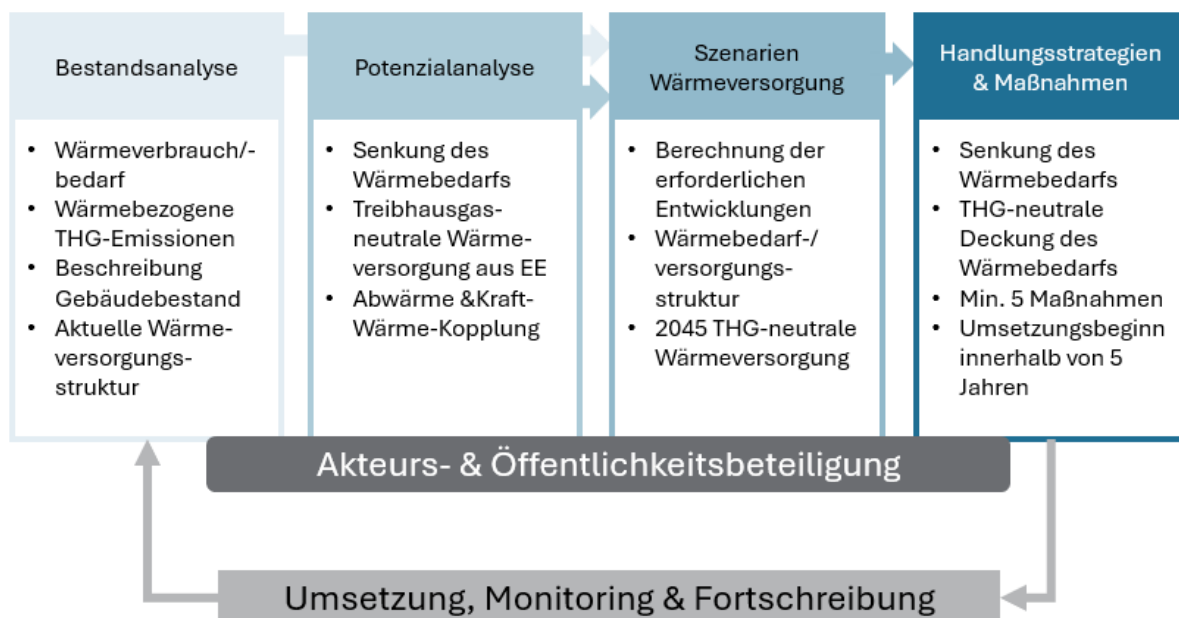 Bestandsanalyse
• Wärmeverbrauch/-
bedarf
• Wärmebezogene
THG-Emissionen
• Beschreibung
Gebäudebestand
• Aktuelle Wärme-
versorgungs-
struktur
Potenzialanalyse
• Senkung des
Wärmebedarfs
• Treibhausgas-
neutrale Wärme-
versorgung aus EE
• Abwärme &Kraft-
Wärme-Kopplung
Szenarien
Wärmeversorgung
• Berechnung der
erforderlichen
Entwicklungen
• Wärmebedarf-/
versorgungs-
struktur
• 2045 THG-neutrale
Wärmeversorgung
Handlungsstrategien
& Maßnahmen
• Senkung des
Wärmebedarfs
• THG-neutrale
Deckung des
Wärmebedarfs
• Min. 5 Maßnahmen
• Umsetzungsbeginn
innerhalb von 5
Jahren
Akteurs- & Öffentlichkeitsbeteiligung
Umsetzung, Monitoring & Fortschreibung